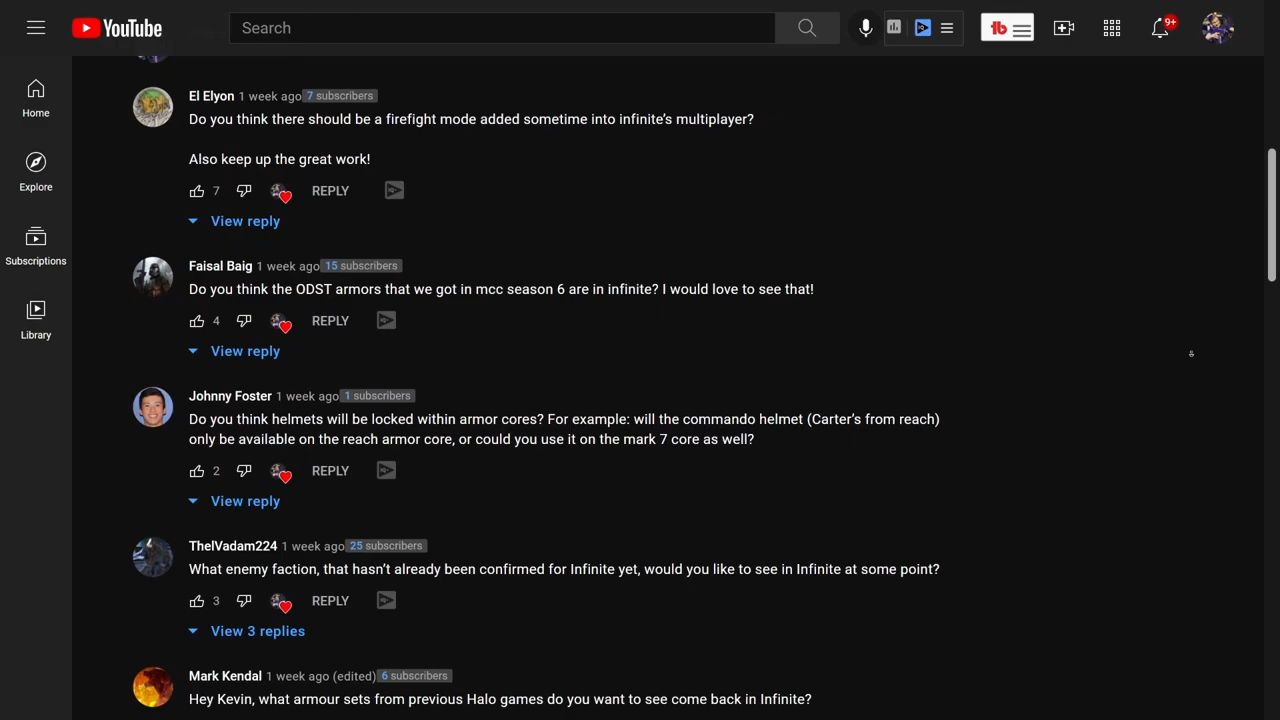 YouTube
Search
tb
9+
Home
Explore
Subscriptions
Library
El Elyon 1 week ago 7 subscribers
Do you think there should be a firefight mode added sometime into infinite’s multiplayer?
Also keep up the great work!
7 REPLY
View reply
Faisal Baig 1 week ago 15 subscribers
Do you think the ODST armors that we got in mcc season 6 are in infinite? I would love to see that!
4 REPLY
View reply
Johnny Foster 1 week ago 1 subscribers
Do you think helmets will be locked within armor cores? For example: will the commando helmet (Carter’s from reach)
only be available on the reach armor core, or could you use it on the mark 7 core as well?
2 REPLY
View reply
ThelVadam224 1 week ago 25 subscribers
What enemy faction, that hasn’t already been confirmed for Infinite yet, would you like to see in Infinite at some point?
3 REPLY
View 3 replies
Mark Kendal 1 week ago (edited) 6 subscribers
Hey Kevin, what armour sets from previous Halo games do you want to see come back in Infinite?